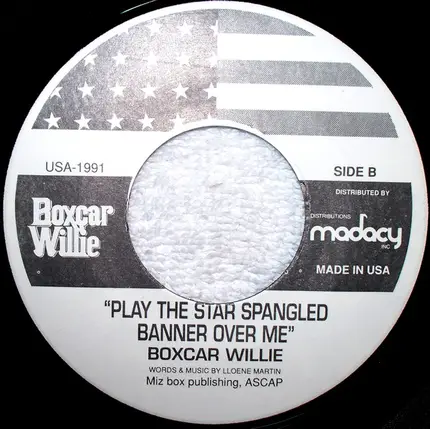 USA-1991
SIDE B
DISTRIBUTED BY
Boxcar
Willie
DISTRIBUTIONS
madacy
INC
MADE IN USA
"PLAY THE STAR SPANGLED
BANNER OVER ME"
BOXCAR WILLIE
WORDS & MUSIC BY LLOENE MARTIN
Miz box publishing, ASCAP